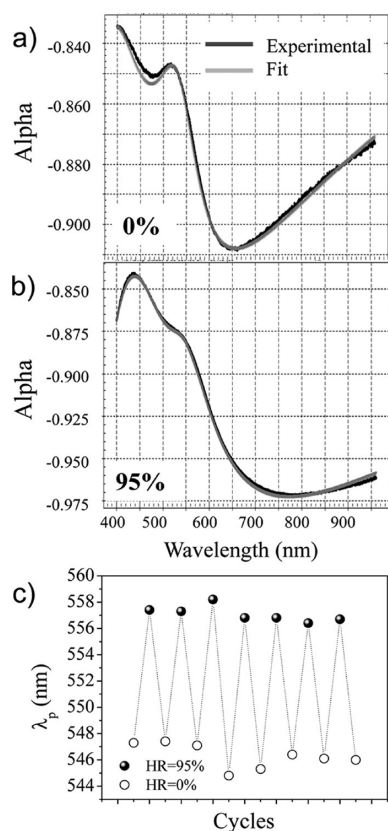 a)
-0.840
-0.860
-0.880
-0.900
Alpha
Experimental
Fit
0%
b)
-0.850
-0.875
-0.900
-0.925
-0.950
-0.975
Alpha
95%
400 500 600 700 800 900
Wavelength (nm)
c)
560
558
556
554
552
550
548
546
544
λp (nm)
HR=95%
HR=0%
Cycles